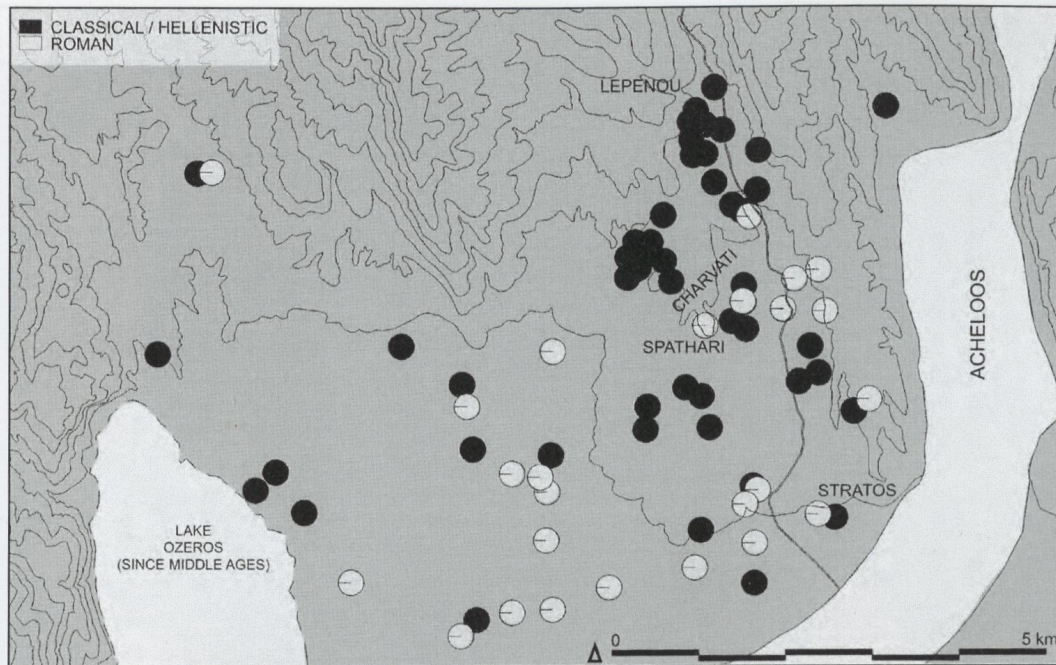 CLASSICAL / HELLENISTIC
ROMAN
LEPENOU
CHARVATI
SPATHARI
ACHELOOS
STRATOS
LAKE
OZEROS
(SINCE MIDDLE AGES)
0
5 km